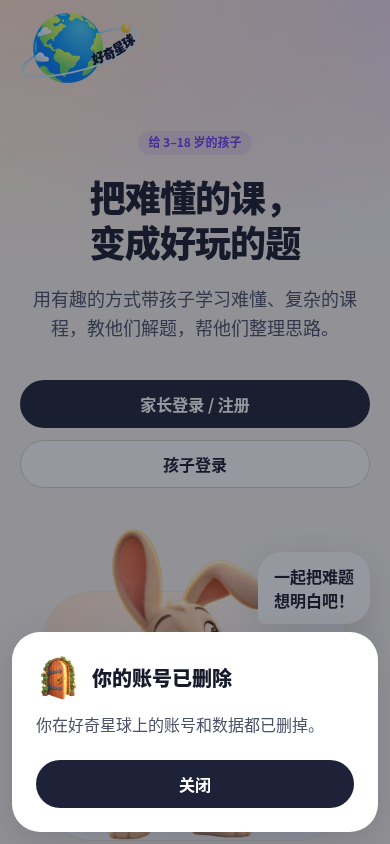 好奇星球
给 3–18 岁的孩子
把难懂的课，
变成好玩的题
用有趣的方式带孩子学习难懂、复杂的课
程，教他们解题，帮他们整理思路。
家长登录 / 注册
孩子登录
一起把难题
想明白吧！
你的账号已删除
你在好奇星球上的账号和数据都已删掉。
关闭